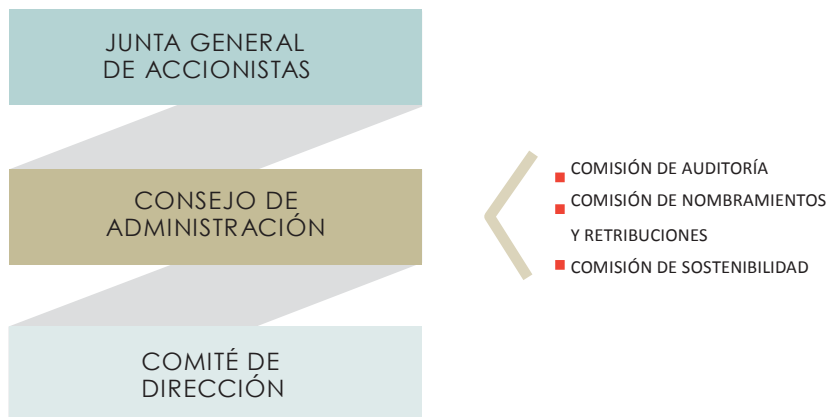 JUNTA GENERAL
DE ACCIONISTAS
CONSEJO DE
ADMINISTRACIÓN
COMISIÓN DE AUDITORÍA
COMISIÓN DE NOMBRAMIENTOS
Y RETRIBUCIONES
COMISIÓN DE SOSTENIBILIDAD
COMITÉ DE
DIRECCIÓN